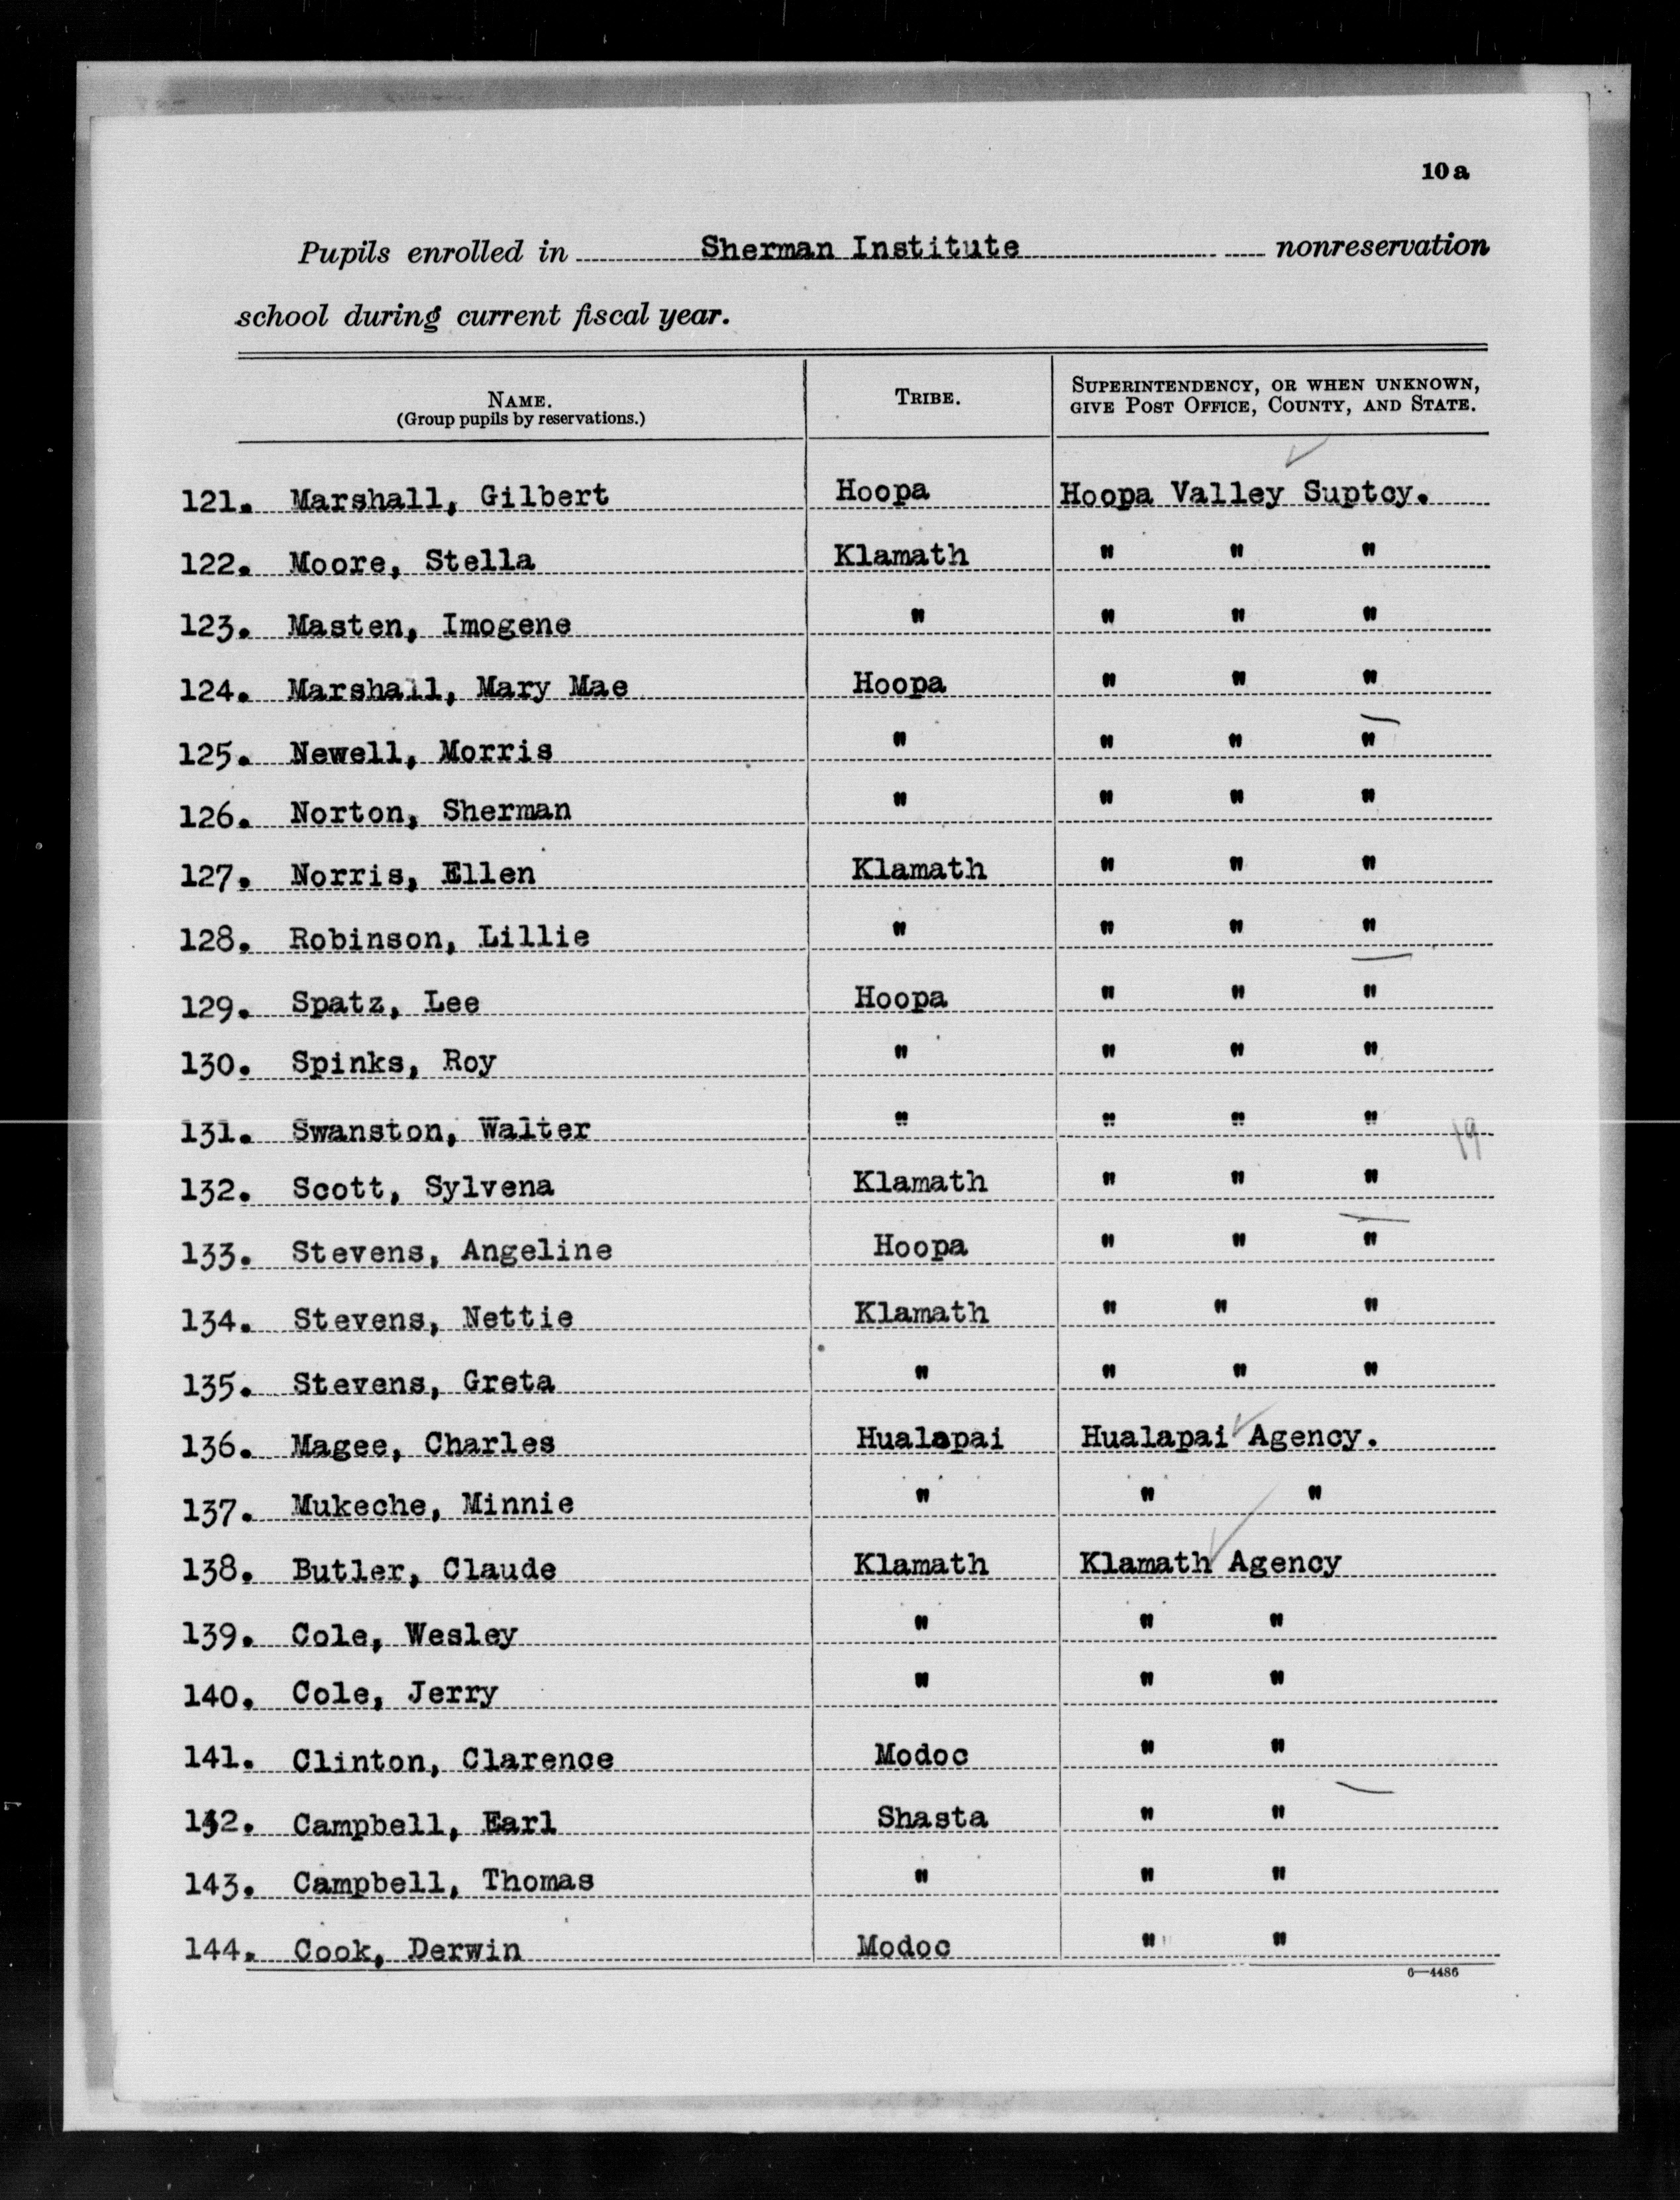 10 a
Pupils enrolled in Sherman Institute nonreservation
school during current fiscal year.
NAME. (Group pupils by reservations.) TRIBE. SUPERINTENDENCY, OR WHEN UNKNOWN, GIVE POST OFFICE, COUNTY, AND STATE.
121. Marshall, Gilbert Hoopa Hoopa Valley Suptcy.
122. Moore, Stella Klamath " " "
123. Masten, Imogene " " " "
124. Marshall, Mary Mae Hoopa " " "
125. Newell, Morris " " " "
126. Norton, Sherman " " " "
127. Norris, Ellen Klamath " " "
128. Robinson, Lillie " " " "
129. Spatz, Lee Hoopa " " "
130. Spinks, Roy " " " "
131. Swanston, Walter " " " " 19
132. Scott, Sylvena Klamath " " "
133. Stevens, Angeline Hoopa " " "
134. Stevens, Nettie Klamath " " "
135. Stevens, Greta " " " "
136. Magee, Charles Hualapai Hualapai Agency.
137. Mukeche, Minnie " " "
138. Butler, Claude Klamath Klamath Agency
139. Cole, Wesley " " "
140. Cole, Jerry " " "
141. Clinton, Clarence Modoc " "
142. Campbell, Earl Shasta " "
143. Campbell, Thomas " " "
144. Cook, Derwin Modoc " "
6—4486